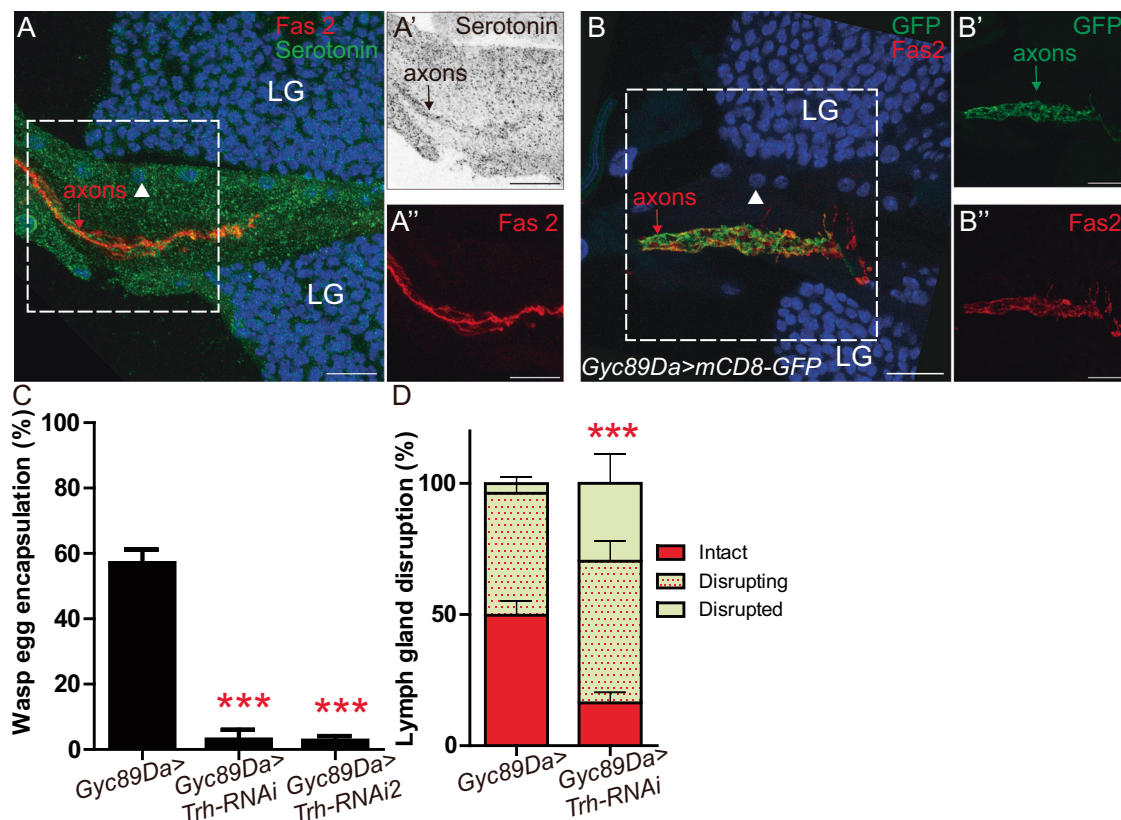 A
Fas 2
Serotonin
LG
axons
LG
A'
Serotonin
axons
A''
Fas 2
B
GFP
Fas2
LG
axons
LG
Gyc89Da>mCD8-GFP
B'
GFP
axons
B''
Fas2
C
Wasp egg encapsulation (%)
100
80
60
40
20
0
***
***
Gyc89Da>
Gyc89Da>
Trh-RNAi
Gyc89Da>
Trh-RNAi2
D
Lymph gland disruption (%)
100
50
0
***
Gyc89Da>
Gyc89Da>
Trh-RNAi
Intact
Disrupting
Disrupted